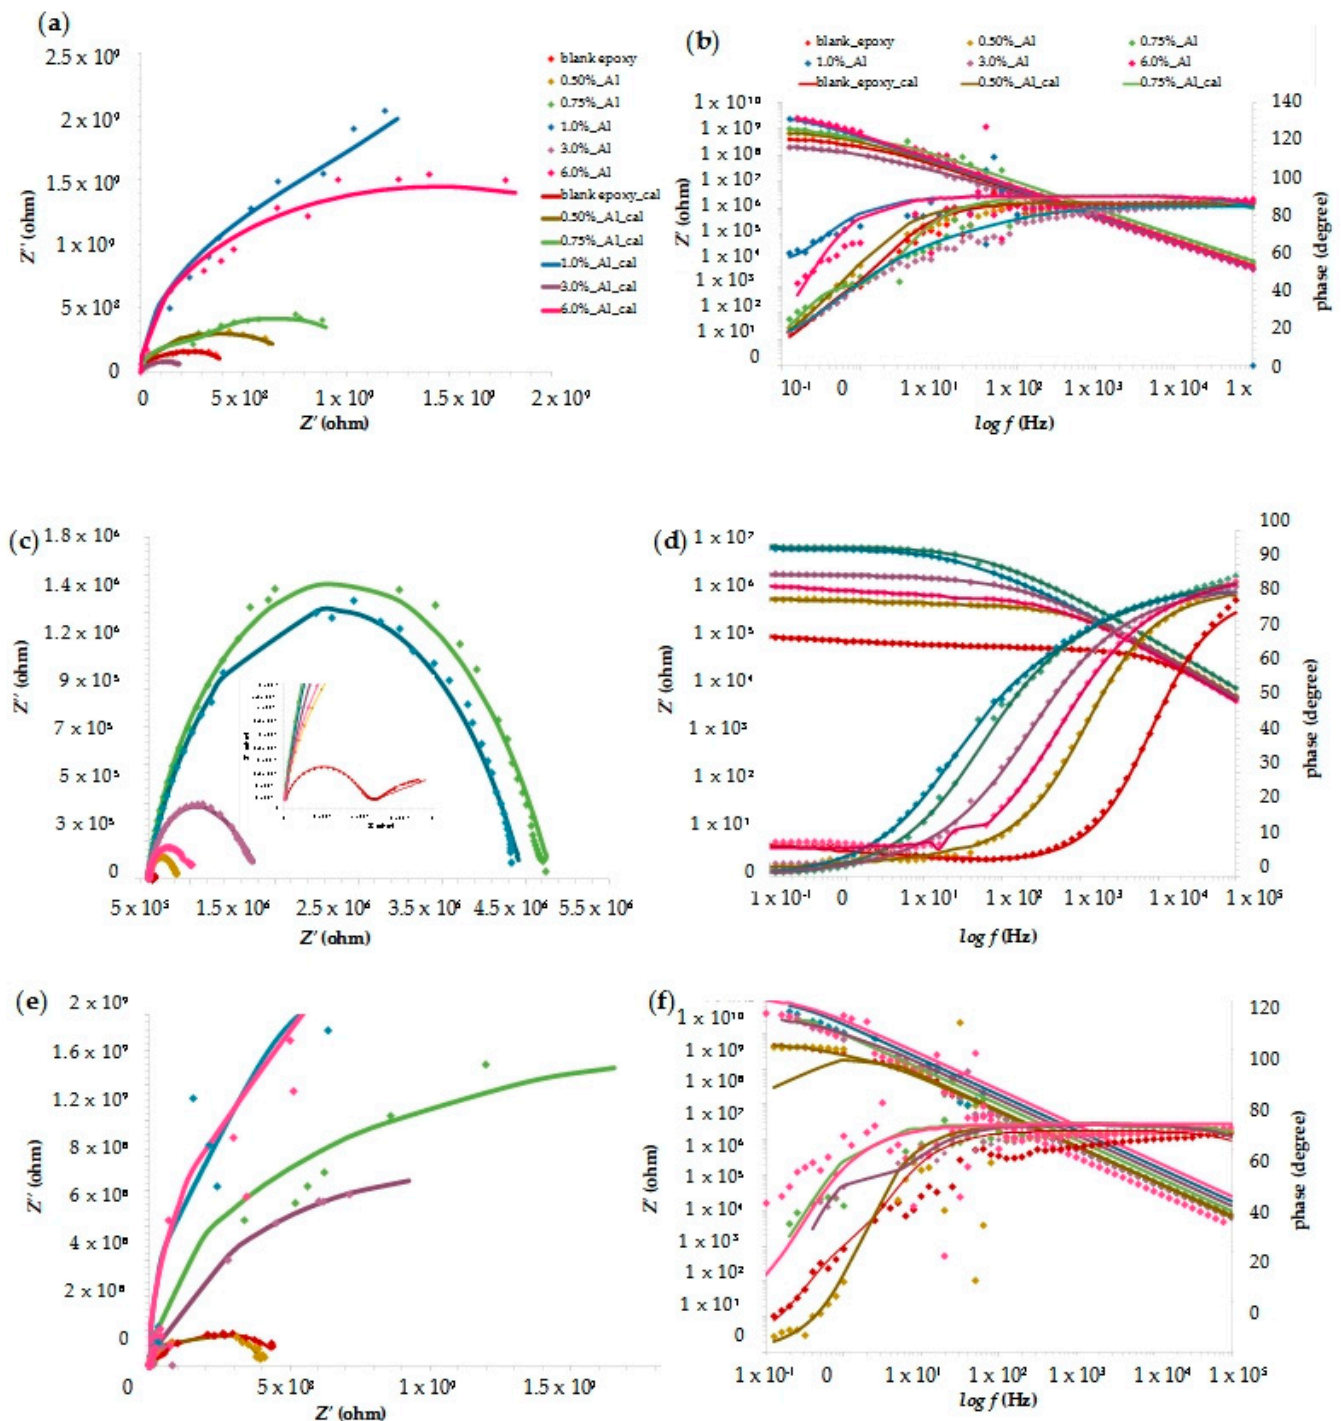 (a)
2.5 x 10⁹
2 x 10⁹
1.5 x 10⁹
1 x 10⁹
5 x 10⁸
0
Z'' (ohm)
0 5 x 10⁸ 1 x 10⁹ 1.5 x 10⁹ 2 x 10⁹
Z' (ohm)
blank epoxy
0.50%_Al
0.75%_Al
1.0%_Al
3.0%_Al
6.0%_Al
blank epoxy_cal
0.50%_Al_cal
0.75%_Al_cal
1.0%_Al_cal
3.0%_Al_cal
6.0%_Al_cal
(b)
blank_epoxy 0.50%_Al 0.75%_Al
1.0%_Al 3.0%_Al 6.0%_Al
blank_epoxy_cal 0.50%_Al_cal 0.75%_Al_cal
1 x 10¹⁰
1 x 10⁹
1 x 10⁸
1 x 10⁷
1 x 10⁶
1 x 10⁵
1 x 10⁴
1 x 10³
1 x 10²
1 x 10¹
0
Z' (ohm)
140
120
100
80
60
40
20
0
phase (degree)
10⁻¹ 0 1 x 10¹ 1 x 10² 1 x 10³ 1 x 10⁴ 1 x
log f (Hz)
(c)
1.8 x 10⁶
1.4 x 10⁶
1.2 x 10⁶
9 x 10⁵
7 x 10⁵
5 x 10⁵
3 x 10⁵
0
Z'' (ohm)
5 x 10⁵ 1.5 x 10⁶ 2.5 x 10⁶ 3.5 x 10⁶ 4.5 x 10⁶ 5.5 x 10⁶
Z' (ohm)
(d)
1 x 10⁷
1 x 10⁶
1 x 10⁵
1 x 10⁴
1 x 10³
1 x 10²
1 x 10¹
0
Z' (ohm)
100
90
80
70
60
50
40
30
20
10
0
phase (degree)
1 x 10⁻¹ 0 1 x 10¹ 1 x 10² 1 x 10³ 1 x 10⁴ 1 x 10⁵
log f (Hz)
(e)
2 x 10⁹
1.6 x 10⁹
1.2 x 10⁹
8 x 10⁸
6 x 10⁸
4 x 10⁸
2 x 10⁸
0
Z'' (ohm)
0 5 x 10⁸ 1 x 10⁹ 1.5 x 10⁹
Z' (ohm)
(f)
1 x 10¹⁰
1 x 10⁹
1 x 10⁸
1 x 10⁷
1 x 10⁶
1 x 10⁵
1 x 10⁴
1 x 10³
1 x 10²
1 x 10¹
0
Z' (ohm)
120
100
80
60
40
20
0
phase (degree)
1 x 10⁻¹ 0 1 x 10¹ 1 x 10² 1 x 10³ 1 x 10⁴ 1 x 10⁵
log f (Hz)